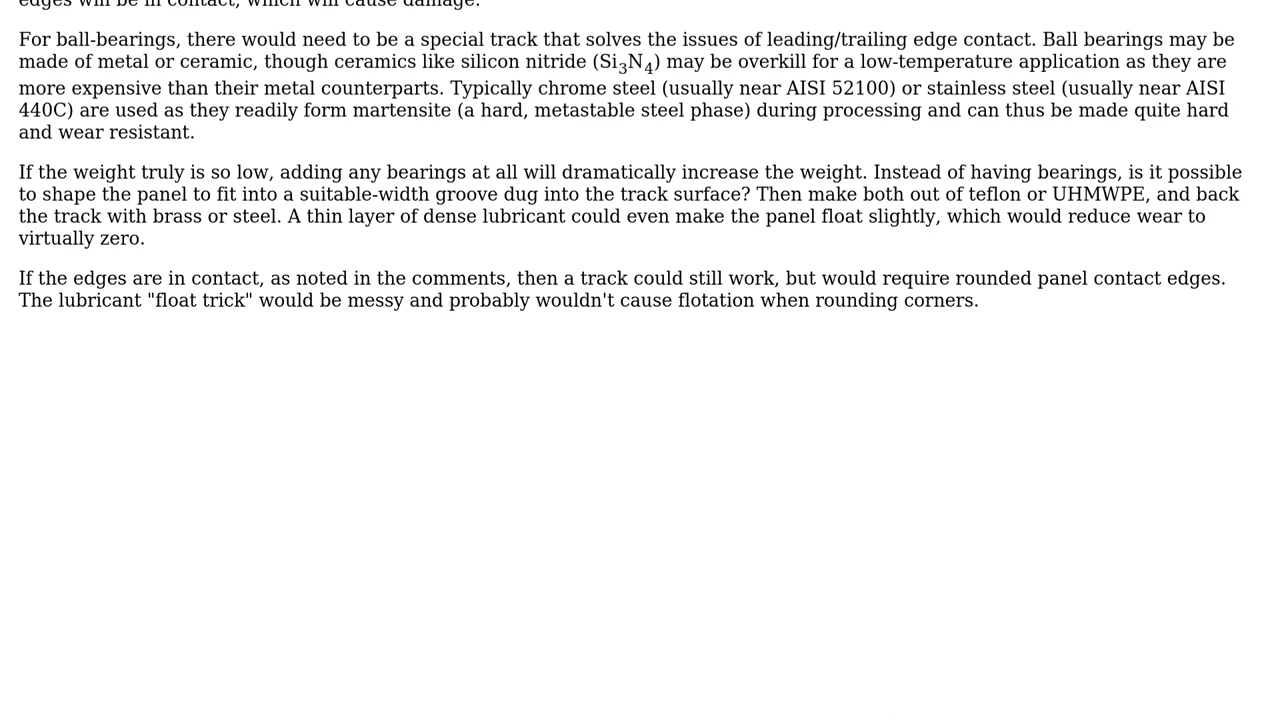 edges will be in contact, which will cause damage.
For ball-bearings, there would need to be a special track that solves the issues of leading/trailing edge contact. Ball bearings may be
made of metal or ceramic, though ceramics like silicon nitride (Si3N4) may be overkill for a low-temperature application as they are
more expensive than their metal counterparts. Typically chrome steel (usually near AISI 52100) or stainless steel (usually near AISI
440C) are used as they readily form martensite (a hard, metastable steel phase) during processing and can thus be made quite hard
and wear resistant.
If the weight truly is so low, adding any bearings at all will dramatically increase the weight. Instead of having bearings, is it possible
to shape the panel to fit into a suitable-width groove dug into the track surface? Then make both out of teflon or UHMWPE, and back
the track with brass or steel. A thin layer of dense lubricant could even make the panel float slightly, which would reduce wear to
virtually zero.
If the edges are in contact, as noted in the comments, then a track could still work, but would require rounded panel contact edges.
The lubricant "float trick" would be messy and probably wouldn't cause flotation when rounding corners.